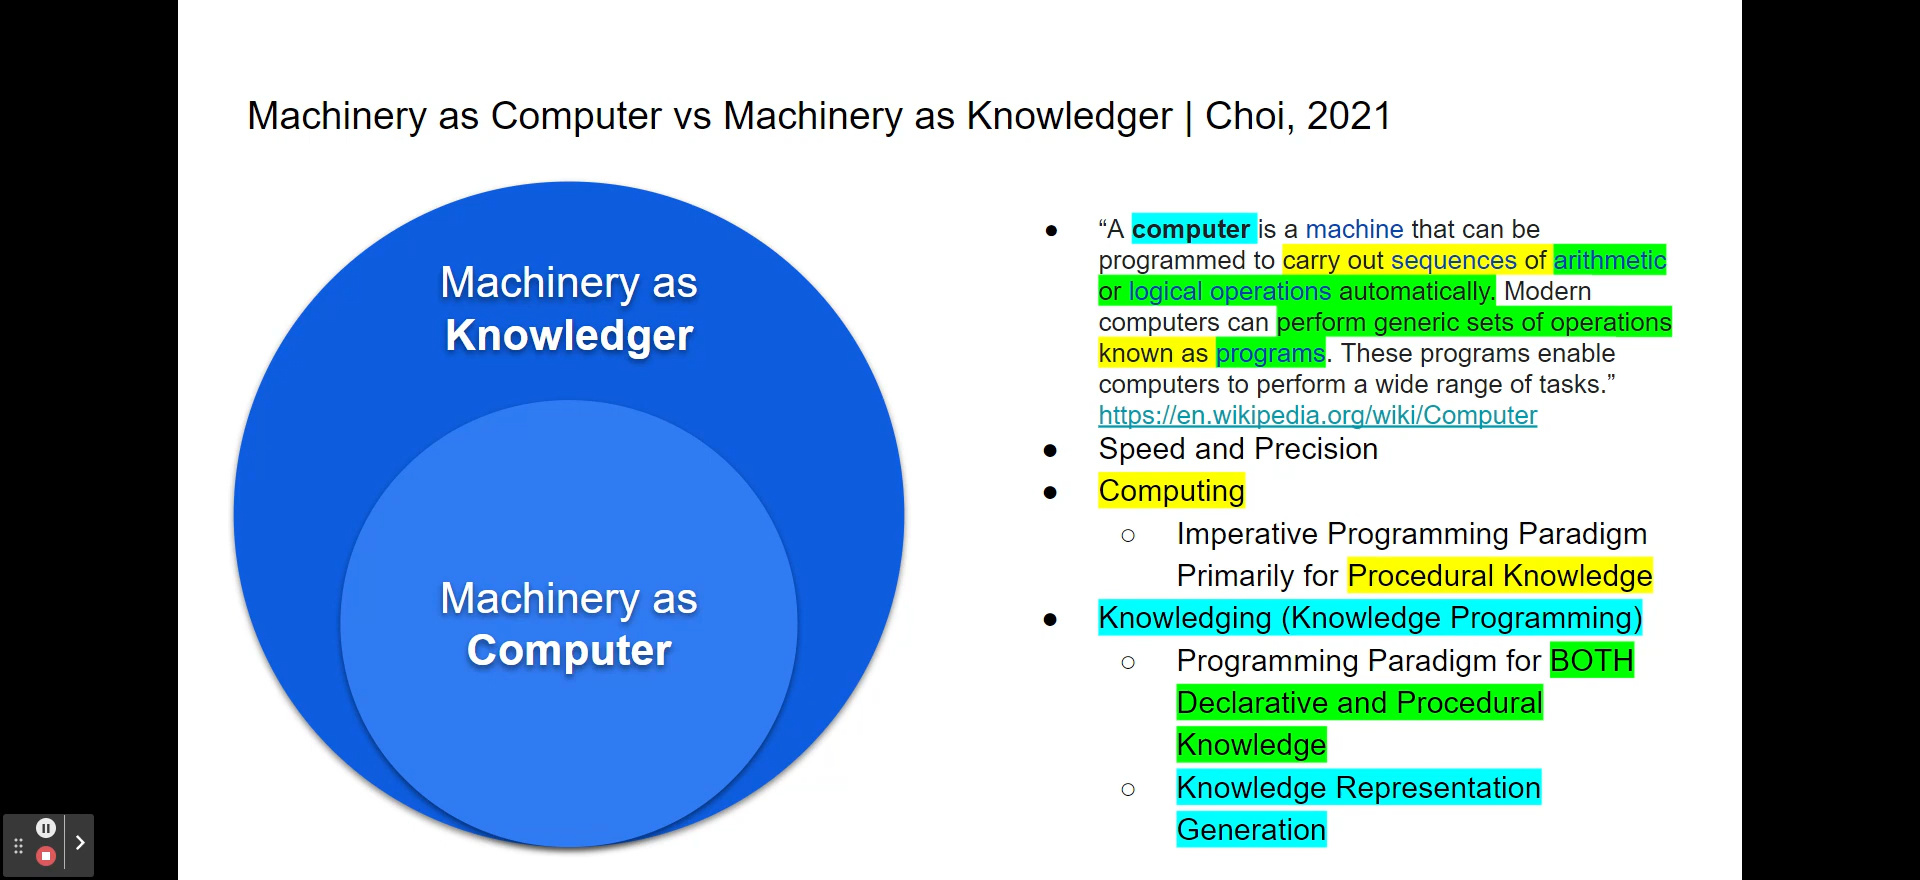 Machinery as Computer vs Machinery as Knowledger | Choi, 2021
Machinery as
Knowledger
Machinery as
Computer
● “A computer is a machine that can be
programmed to carry out sequences of arithmetic
or logical operations automatically. Modern
computers can perform generic sets of operations
known as programs. These programs enable
computers to perform a wide range of tasks.”
https://en.wikipedia.org/wiki/Computer
● Speed and Precision
● Computing
○ Imperative Programming Paradigm
Primarily for Procedural Knowledge
● Knowledging (Knowledge Programming)
○ Programming Paradigm for BOTH
Declarative and Procedural
Knowledge
○ Knowledge Representation
Generation